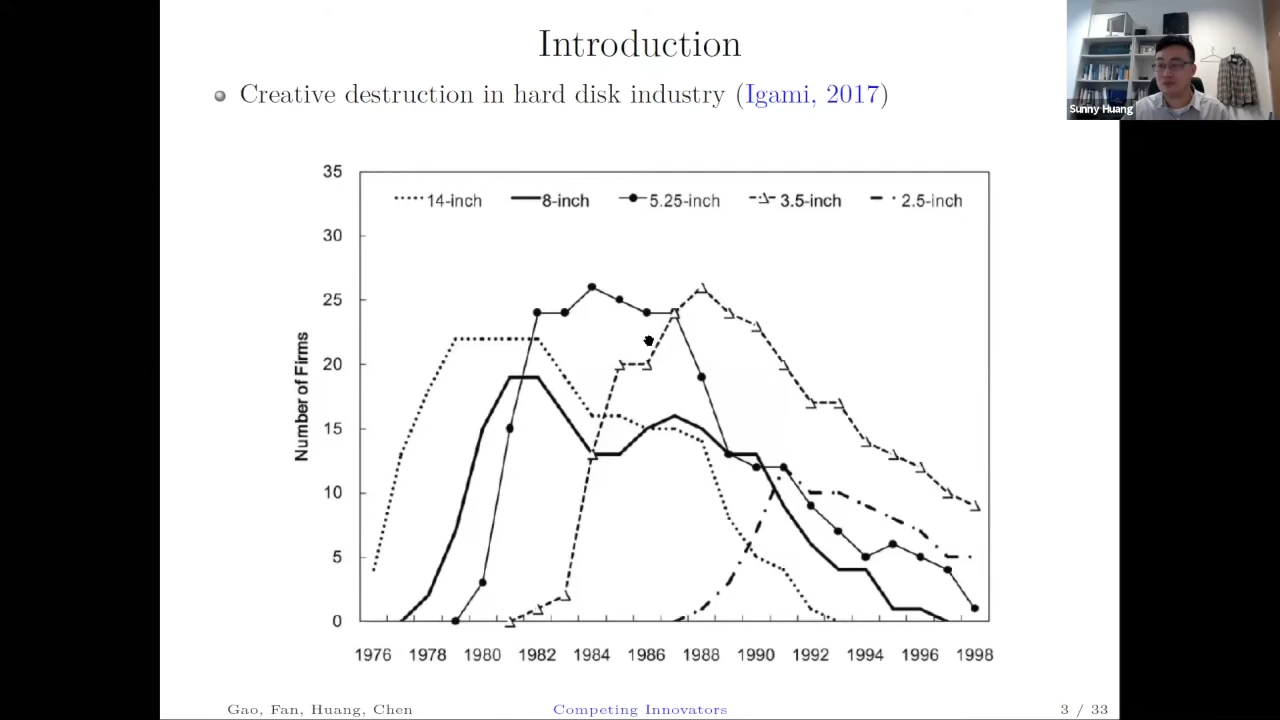 Introduction
Creative destruction in hard disk industry (Igami, 2017)
Sunny Huang
35
14-inch 8-inch 5.25-inch 3.5-inch 2.5-inch
30
25
20
15
10
5
0
Number of Firms
1976 1978 1980 1982 1984 1986 1988 1990 1992 1994 1996 1998
Gao, Fan, Huang, Chen Competing Innovators 3 / 33